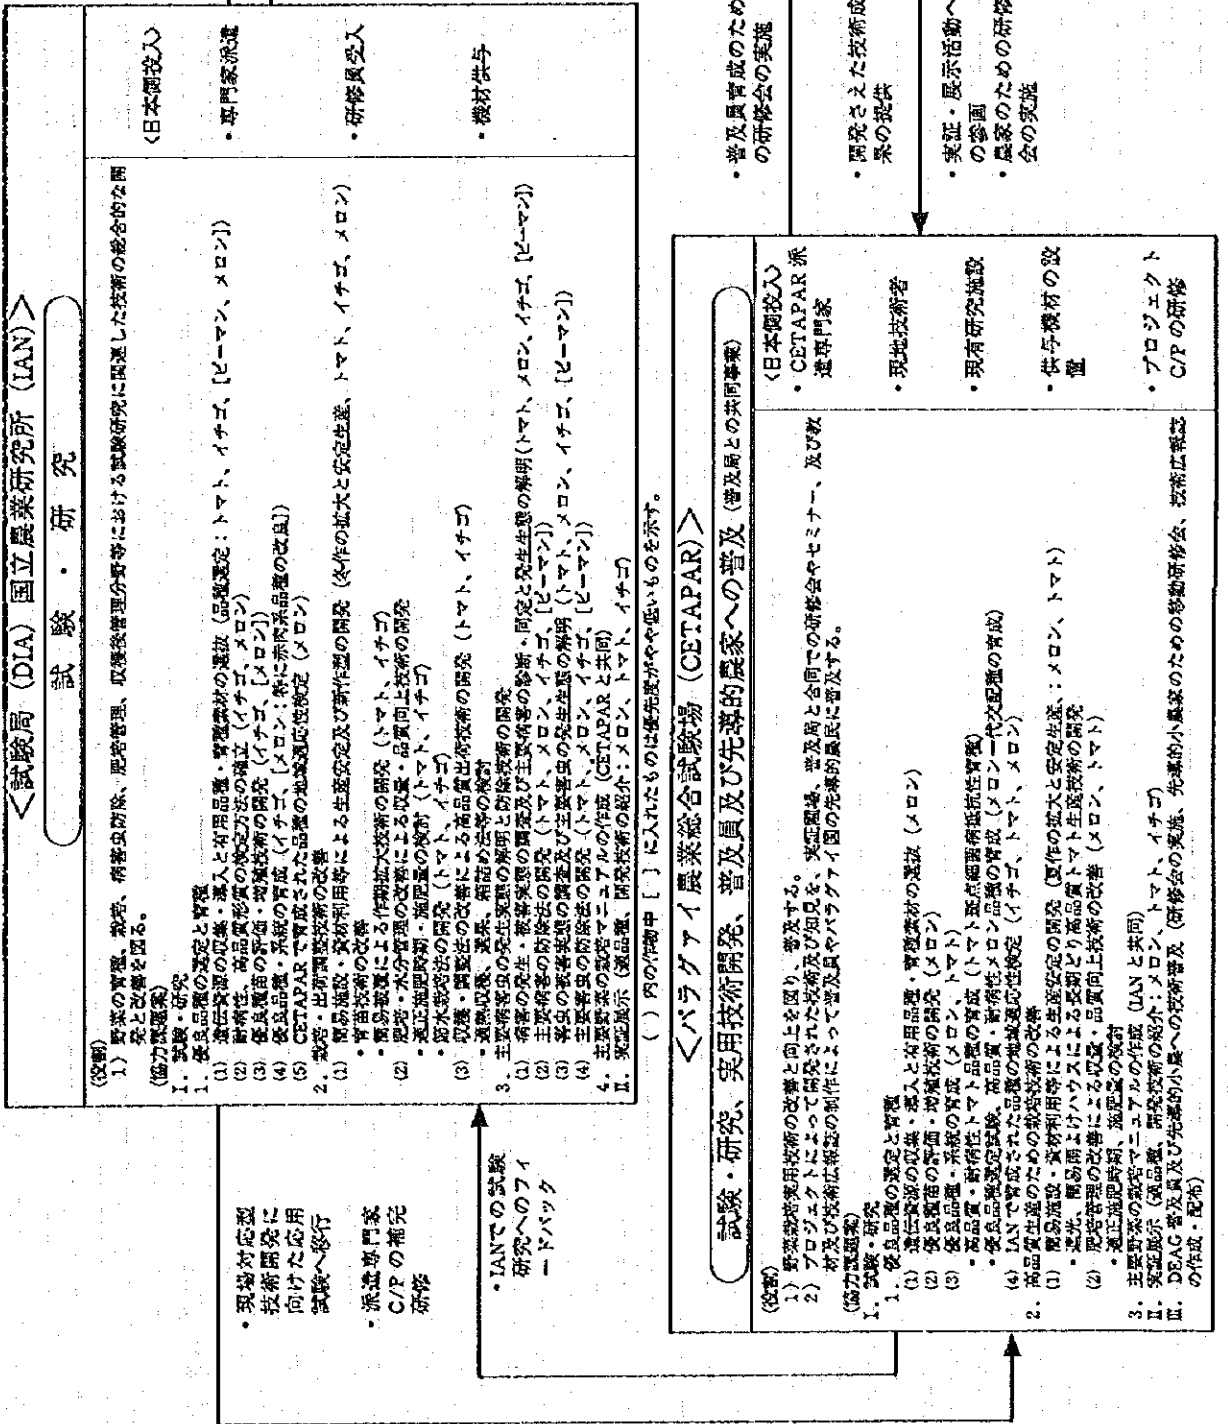 <試験局 (DIA) 国立農業研究所 (IAN)>
試験・研究
(役割)
1) 野菜の育種、栽培、病害虫防除、肥培管理、収穫後管理分野等における試験研究に関連した技術の総合的な開
発と改善を図る。
(協力課題案)
I. 試験・研究
1. 優良品種の選定と育種
(1) 遺伝資源の収集・導入と有用品種・育種素材の選抜 (品種選定:トマト、イチゴ、[ピーマン、メロン])
(2) 耐病性、高品質形質の検定方法の確立 (イチゴ、メロン)
(3) 優良種苗の評価・増殖技術の開発 (イチゴ、[メロン])
(4) 優良品種・系統の育成 (イチゴ、[メロン:特に赤肉系品種の改良])
(5) CETAPARで育成された品種の地域適応性検定 (メロン)
2. 栽培・出荷調整技術の改善
(1) 簡易施設・資材利用等による生産安定及び新作型の開発 (冬作の拡大と安定生産、トマト、イチゴ、メロン)
・育苗技術の改善
・簡易被覆による作期拡大技術の開発 (トマト、イチゴ)
(2) 肥培・水分管理の改善による収量・品質向上技術の開発
・適正施肥時期・施肥量の検討 (トマト、イチゴ)
・節水栽培法の開発 (トマト、イチゴ)
(3) 収穫・調整法の改善による高品質出荷技術の開発 (トマト、イチゴ)
・適熟収穫、選果、箱詰め法等の検討
3. 主要病害虫の発生実態の解明と防除技術の開発
(1) 病害の発生・被害実態の調査及び主要病害の診断・同定と発生生態の解明(トマト、メロン、イチゴ、[ピーマン])
(2) 主要病害の防除法の開発 (トマト、メロン、イチゴ、[ピーマン])
(3) 害虫の被害実態の調査及び主要害虫の発生生態の解明 (トマト、メロン、イチゴ、[ピーマン])
(4) 主要害虫の防除法の開発 (トマト、メロン、イチゴ、[ピーマン])
4. 主要野菜の栽培マニュアルの作成 (CETAPARと共同)
II. 実証展示 (適品種、開発技術の紹介:メロン、トマト、イチゴ)
<日本側投入>
・専門家派遣
・研修員受入
・機材供与
( ) 内の作物中 [ ] に入れたものは優先度がやや低いものを示す。
・現場対応型
技術開発に
向けた応用
試験へ移行
・派遣専門家
C/Pの補完
研修
・IANでの試験
研究へのフィ
ードバック
<パラグァイ農業総合試験場 (CETAPAR)>
試験・研究、実用技術開発、普及員及び先導的農家への普及 (普及局との共同事業)
(役割)
1) 野菜栽培実用技術の改善と向上を図り、普及する。
2) プロジェクトによって開発された技術及び知見を、実証圃場、普及局と合同での研修会やセミナー、及び教
材及び技術広報誌の制作によって普及員やパラグァイ国の先導的農民に普及する。
(協力課題案)
I. 試験・研究
1. 優良品種の選定と育種
(1) 遺伝資源の収集・導入と有用品種・育種素材の選抜 (メロン)
(2) 優良種苗の評価・増殖技術の開発 (メロン)
(3) 優良品種・系統の育成 (メロン、トマト)
・高品質・耐病性トマト品種の育成 (トマト斑点細菌病抵抗性育種)
・優良品種選定試験、高品質・耐病性メロン品種の育成 (メロン一代交配種の育成)
(4) IANで育成された品種の地域適応性検定 (イチゴ、トマト、メロン)
2. 高品質生産のための栽培技術の改善
(1) 簡易施設・資材利用等による生産安定の開発 (夏作の拡大と安定生産、:メロン、トマト)
・遮光、簡易雨よけハウスによる技術どり高品質トマト生産技術の開発
(2) 肥培管理の改善による収量・品質向上技術の改善 (メロン、トマト)
・適正施肥時期、施肥量の検討
3. 主要野菜の栽培マニュアルの作成 (IANと共同)
II. 実証展示 (適品種、開発技術の紹介:メロン、トマト、イチゴ)
III. DEAG普及員及び先導的小農への技術普及 (研修会の実施、先導的小農家のための移動研修会、技術広報誌
の作成・配布)
<日本側投入>
・CETAPAR派
遣専門家
・現地技術者
・現有研究施設
・供与機材の設
置
・プロジェクト
C/Pの研修
・普及員育成のため
の研修会の実施
・開発さえた技術成
果の提供
・実証・展示活動へ
の参画
・農家のための研修
会の実施